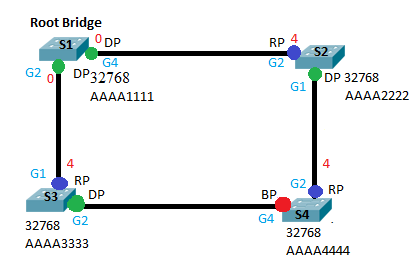 Root Bridge
S1
0 DP
RP 4
S2
G2 0
DP 32768
G4
G2
G1
DP 32768
AAAA1111
AAAA2222
4
4
G1
RP
S3
DP
BP
G2
RP
S4
G2
G4
32768
AAAA3333
32768
AAAA4444